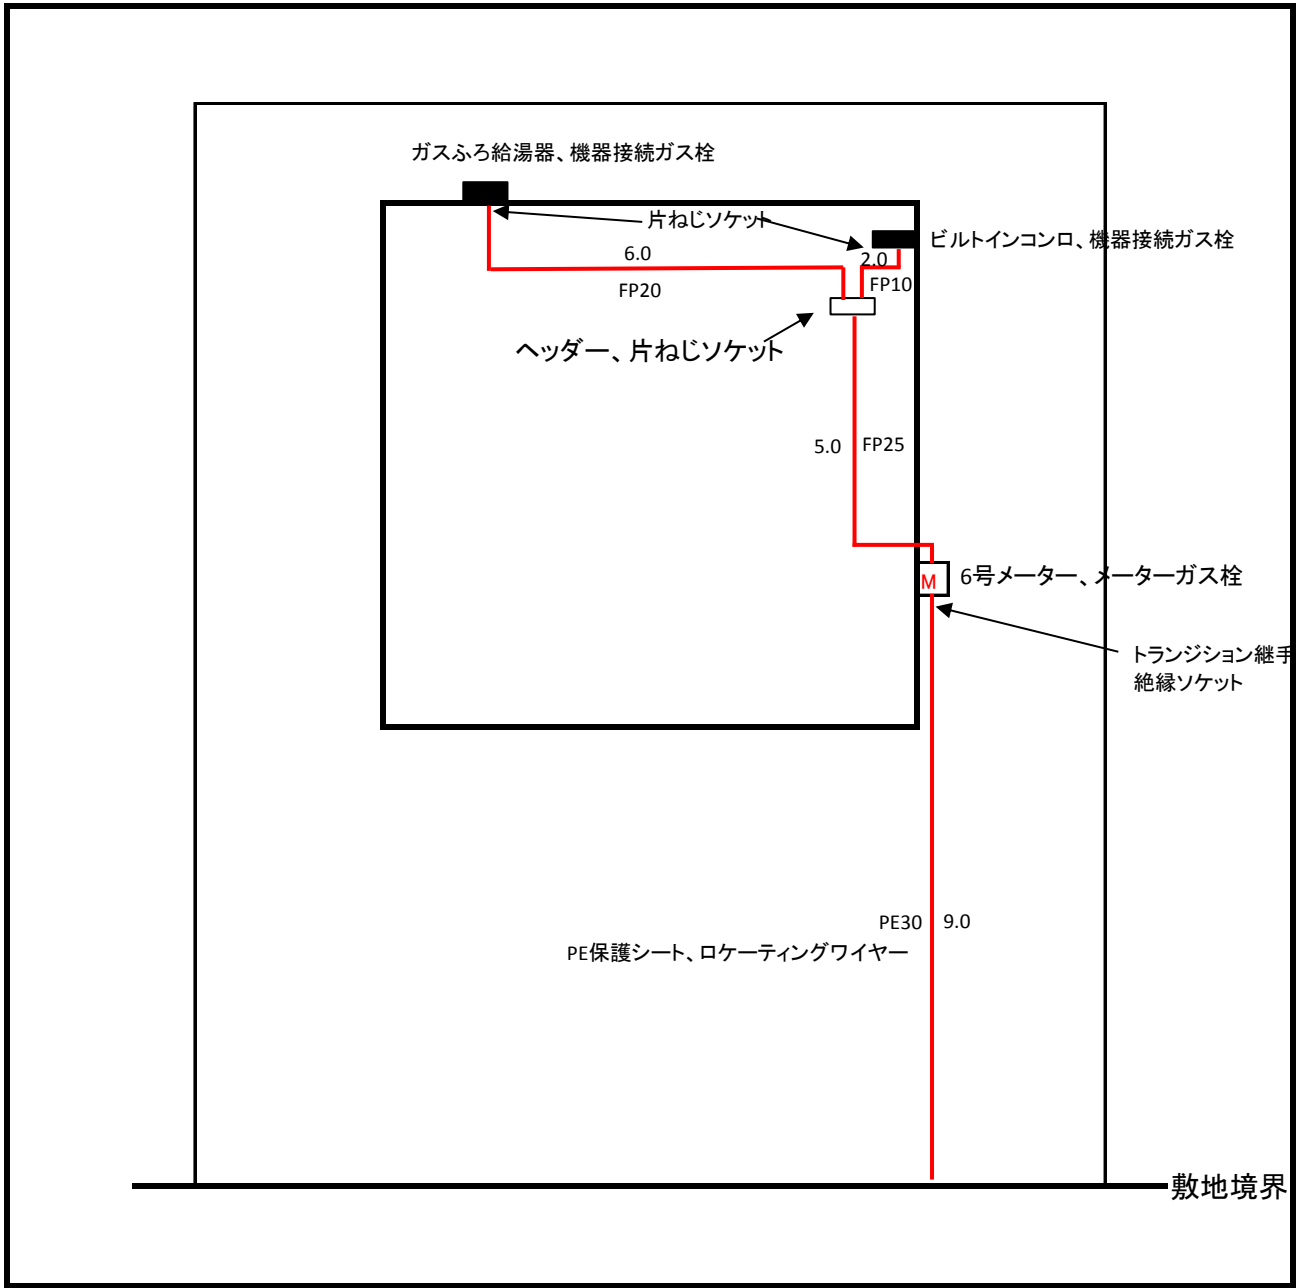 ガスふろ給湯器、機器接続ガス栓
片ねじソケット
ビルトインコンロ、機器接続ガス栓
6.0
2.0
FP20
FP10
ヘッダー、片ねじソケット
5.0
FP25
M
6号メーター、メーターガス栓
トランジション継手
絶縁ソケット
PE30
9.0
PE保護シート、ロケーティングワイヤー
敷地境界